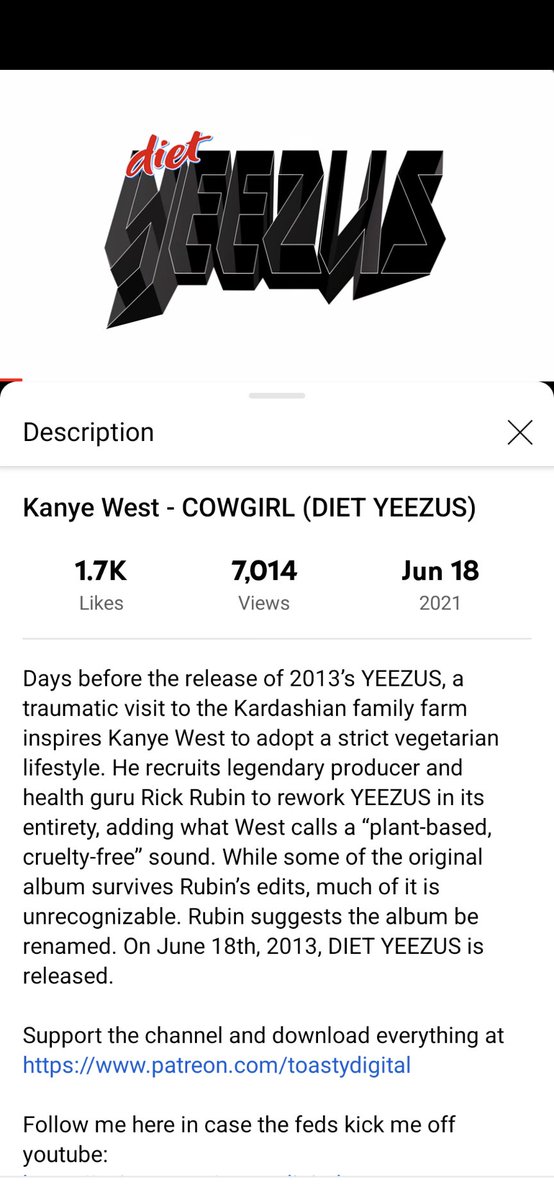 diet
YEEZUS
Description
Kanye West - COWGIRL (DIET YEEZUS)
1.7K 7,014 Jun 18
Likes Views 2021
Days before the release of 2013’s YEEZUS, a
traumatic visit to the Kardashian family farm
inspires Kanye West to adopt a strict vegetarian
lifestyle. He recruits legendary producer and
health guru Rick Rubin to rework YEEZUS in its
entirety, adding what West calls a “plant-based,
cruelty-free” sound. While some of the original
album survives Rubin’s edits, much of it is
unrecognizable. Rubin suggests the album be
renamed. On June 18th, 2013, DIET YEEZUS is
released.
Support the channel and download everything at
https://www.patreon.com/toastydigital
Follow me here in case the feds kick me off
youtube: